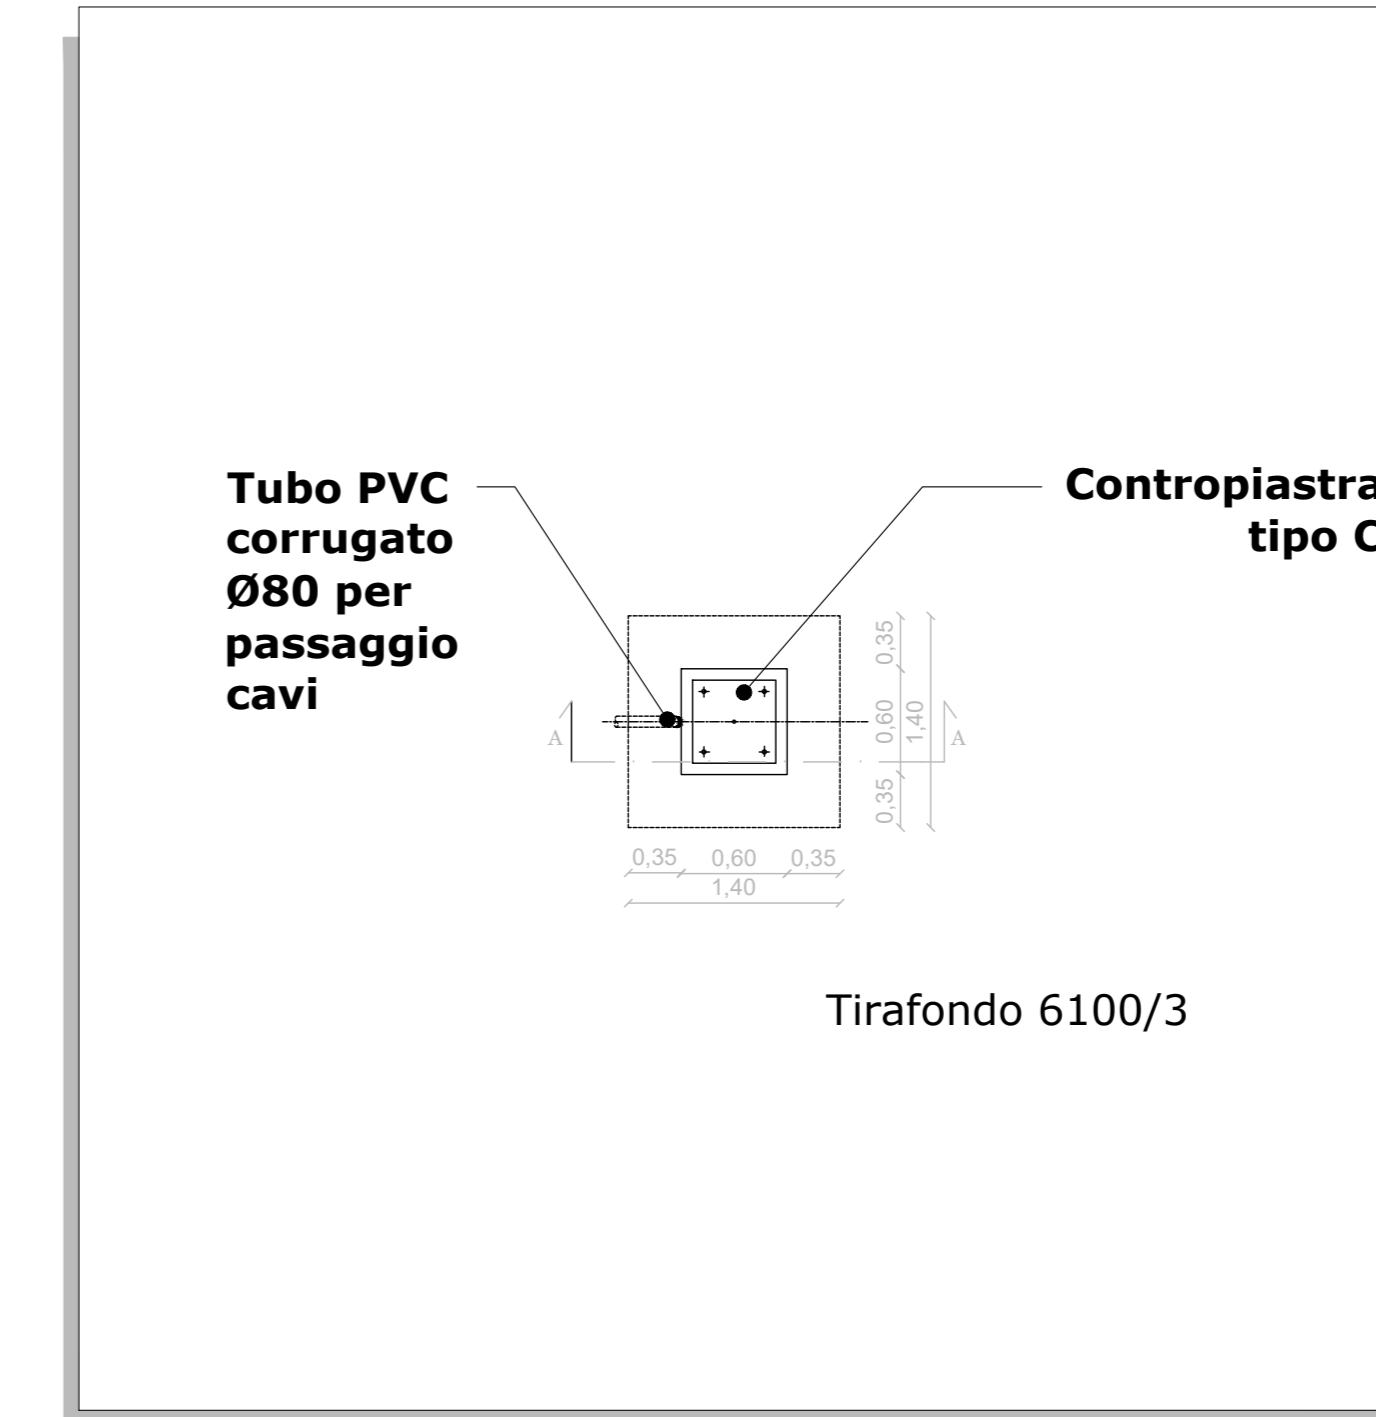 Tubo PVC
corrugato
Ø80 per
passaggio
cavi
Contropiastra
tipo C
0,35
0,60
1,40
0,35
A
A
0,35 0,60 0,35
1,40
Tirafondo 6100/3